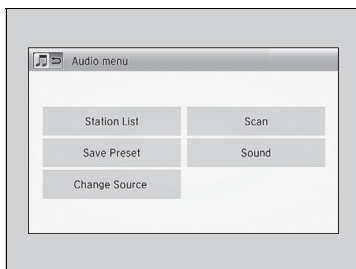 Audio menu
Station List
Scan
Save Preset
Sound
Change Source